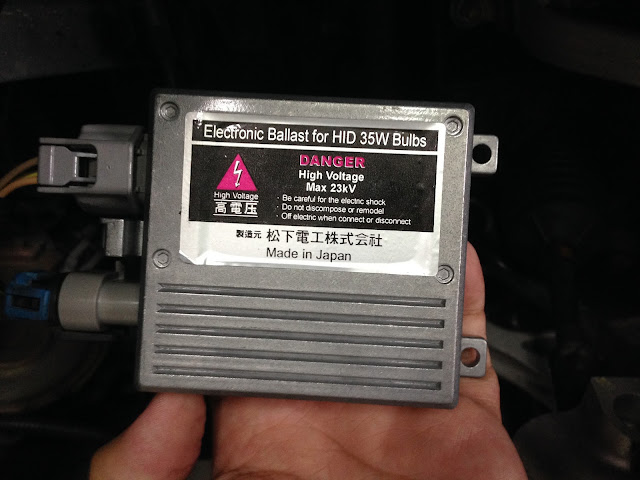 Electronic Ballast for HID 35W Bulbs
DANGER
High Voltage
Max 23kV
High Voltage
高電圧
· Be careful for the electric shock
· Do not discompose or remodel
· Off electric when connect or disconnect
製造元 松下電工株式会社
Made in Japan